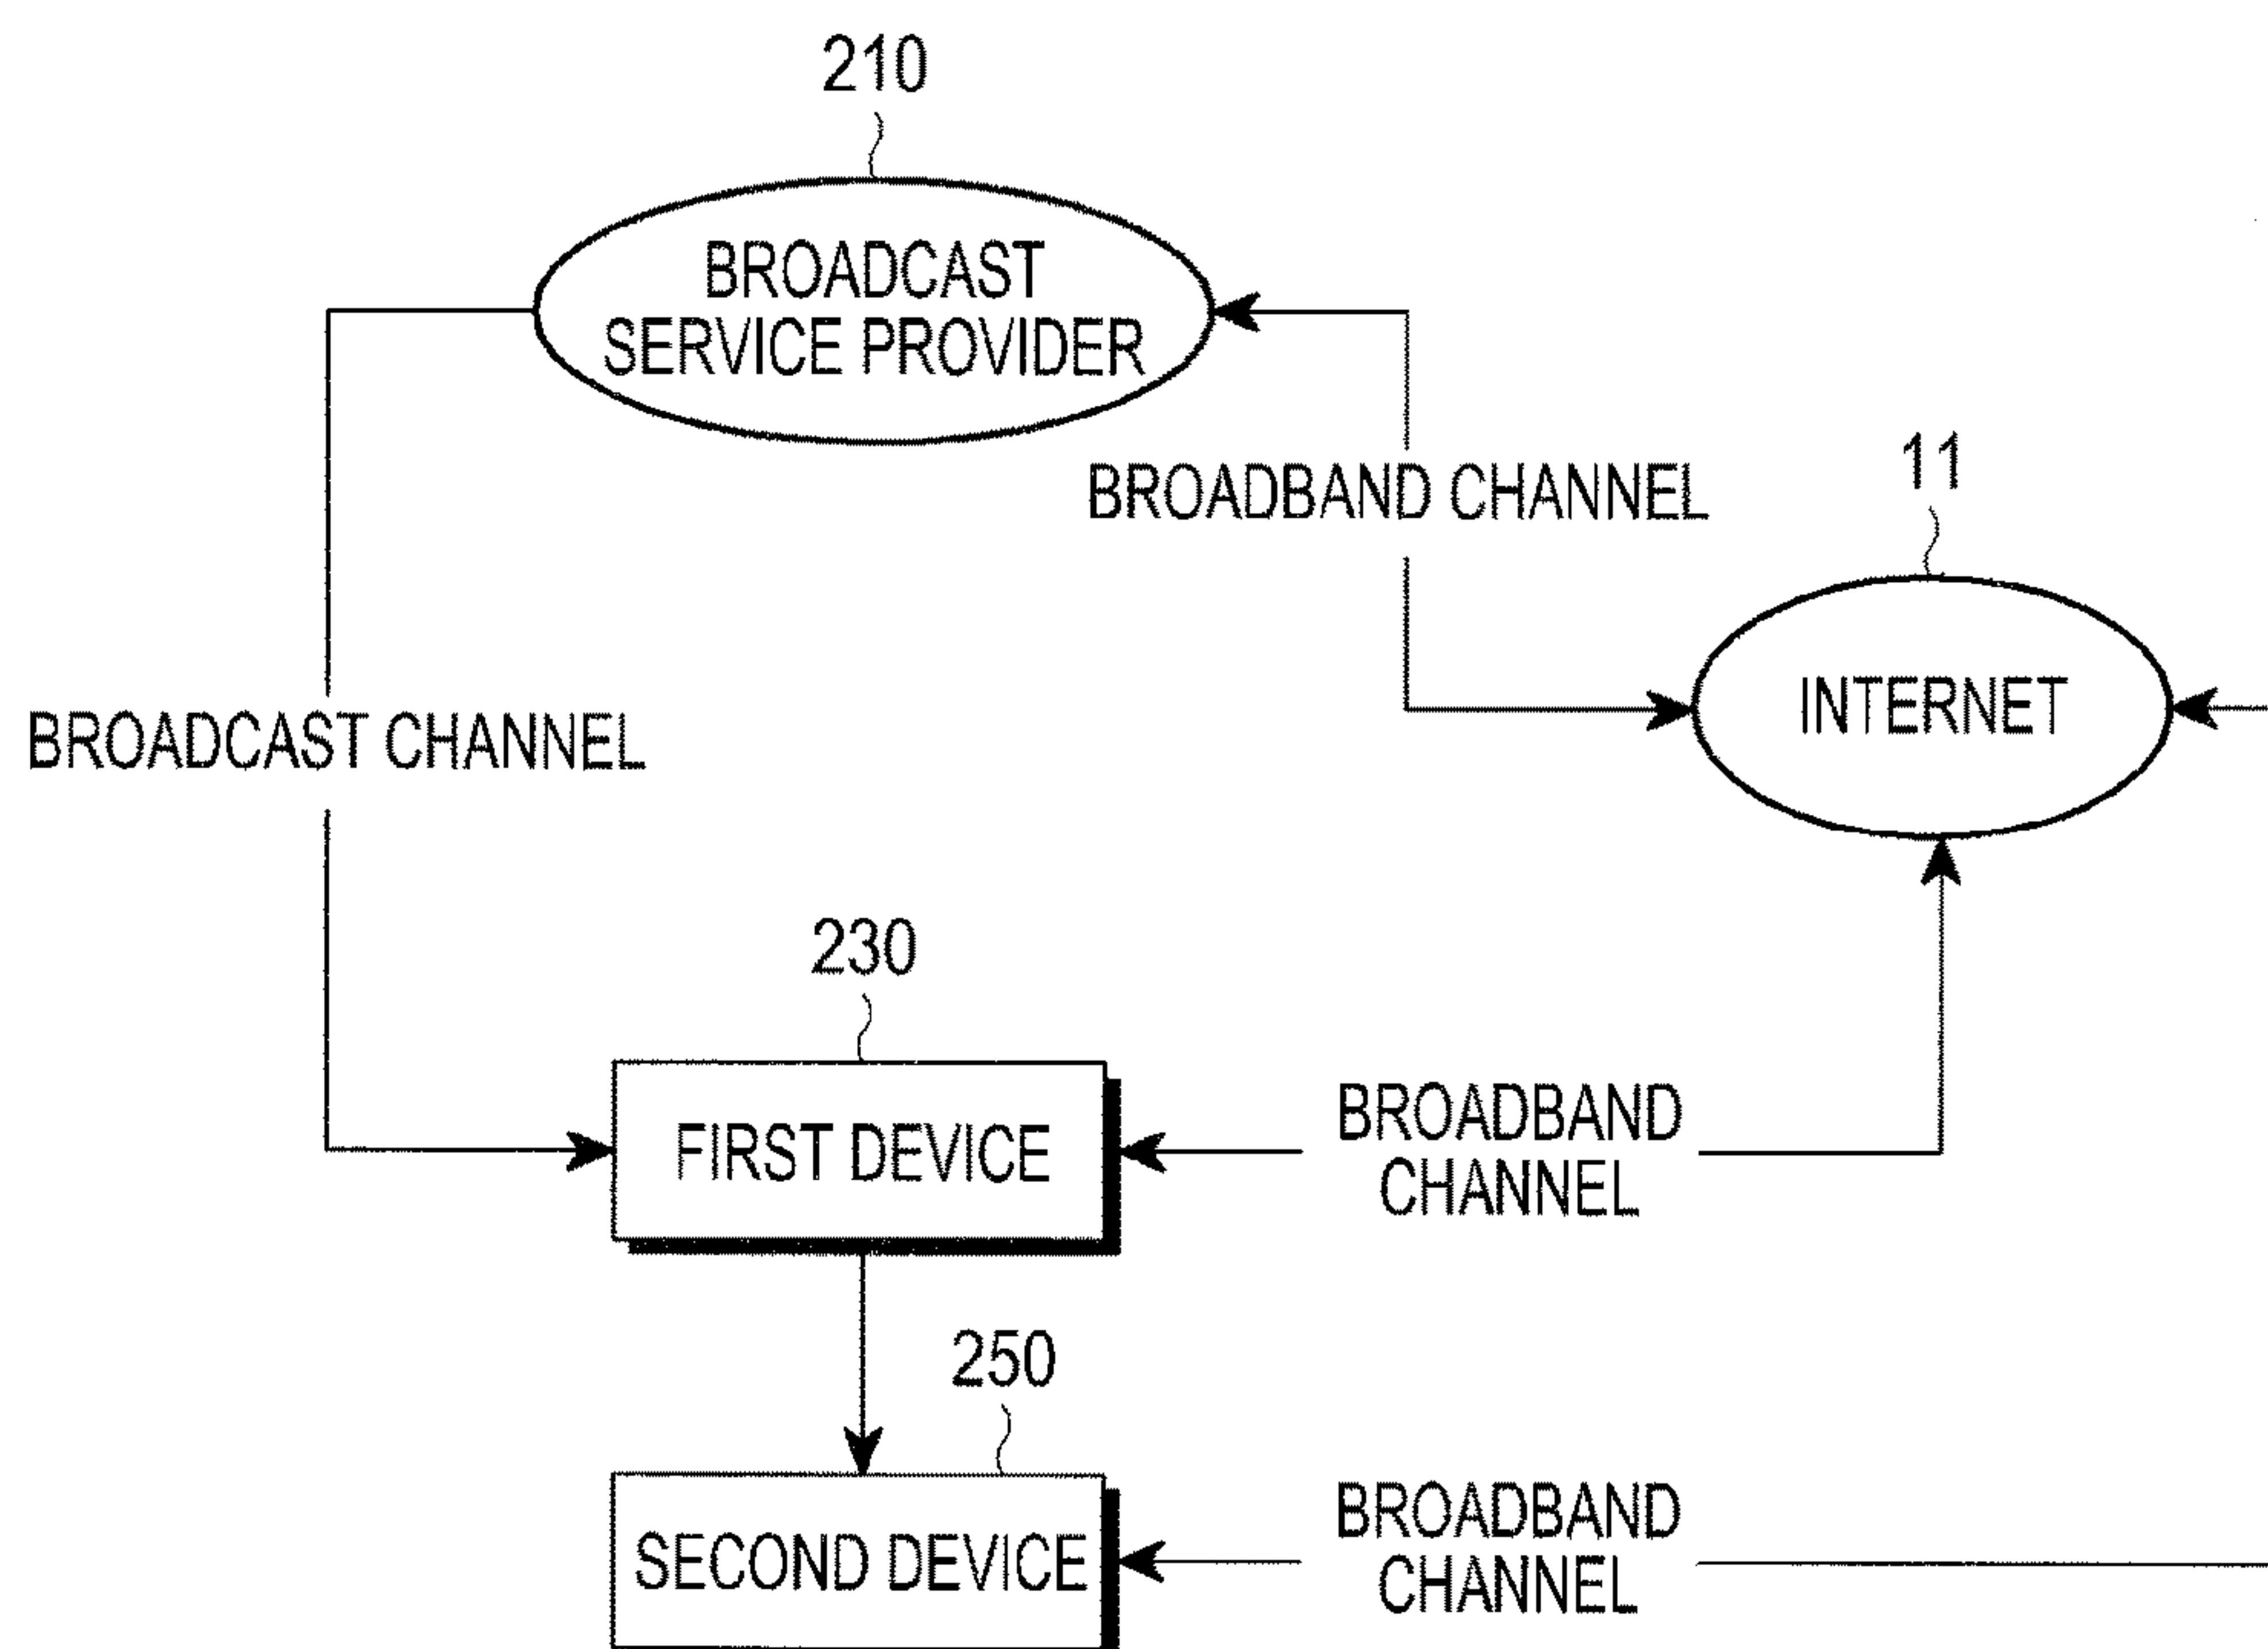 210
BROADCAST
SERVICE PROVIDER
BROADBAND CHANNEL
11
INTERNET
BROADCAST CHANNEL
230
FIRST DEVICE
BROADBAND
CHANNEL
250
SECOND DEVICE
BROADBAND
CHANNEL